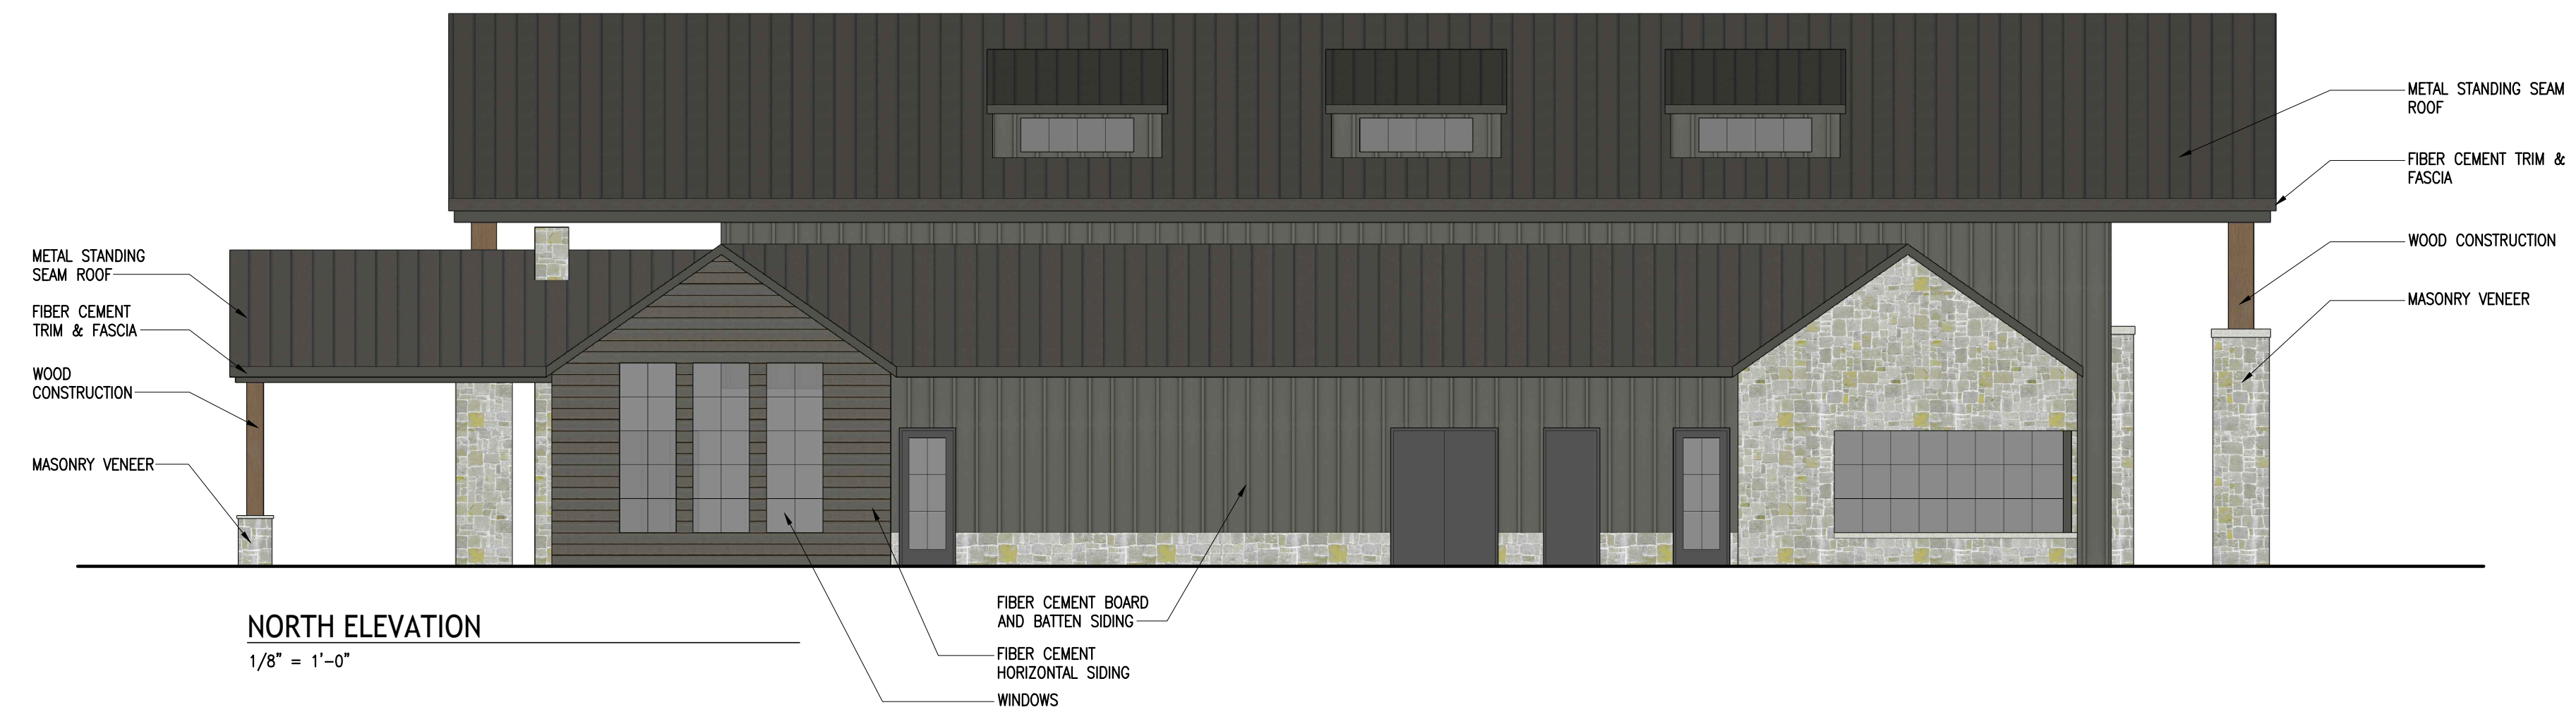 METAL STANDING SEAM
ROOF
FIBER CEMENT TRIM &
FASCIA
WOOD CONSTRUCTION
MASONRY VENEER
METAL STANDING
SEAM ROOF
FIBER CEMENT
TRIM & FASCIA
WOOD
CONSTRUCTION
MASONRY VENEER
FIBER CEMENT BOARD
AND BATTEN SIDING
FIBER CEMENT
HORIZONTAL SIDING
WINDOWS
NORTH ELEVATION
1/8" = 1'-0"